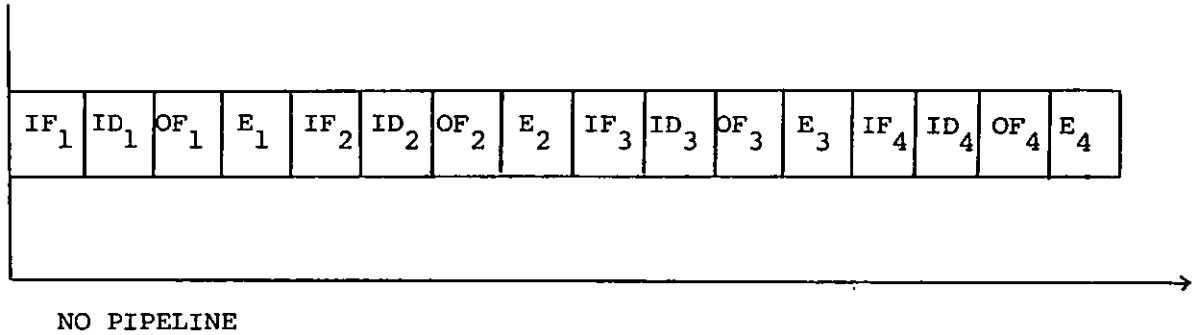 IF1 ID1 OF1 E1 IF2 ID2 OF2 E2 IF3 ID3 OF3 E3 IF4 ID4 OF4 E4
NO PIPELINE